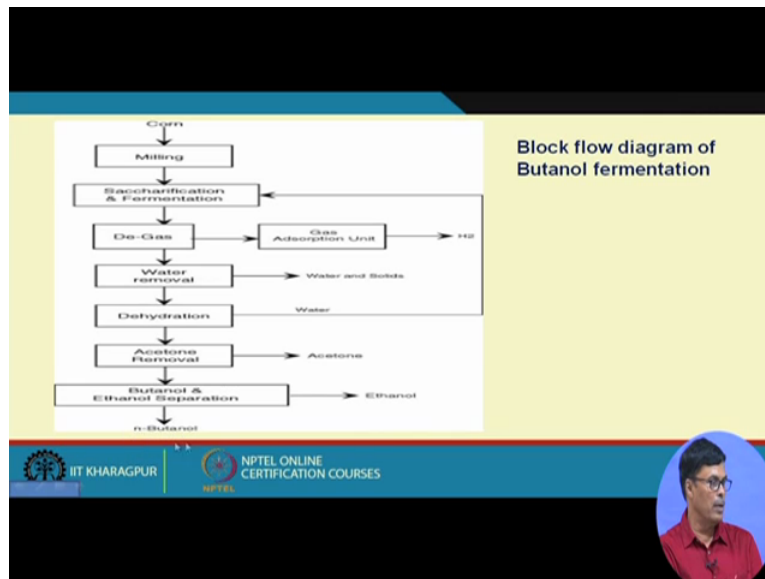 Corn
Milling
Saccharification
& Fermentation
De-Gas
Gas
Adsorption Unit
H2
Water
removal
Water and Solids
Dehydration
Water
Acetone
Removal
Acetone
Butanol &
Ethanol Separation
Ethanol
n-Butanol
Block flow diagram of
Butanol fermentation
IIT KHARAGPUR
NPTEL
NPTEL ONLINE
CERTIFICATION COURSES